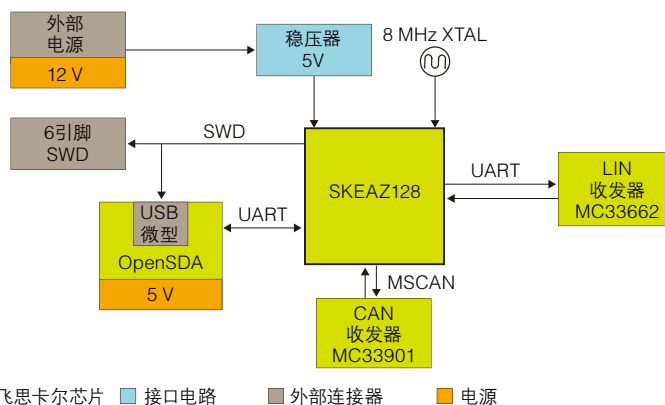 外部
电源
12 V
稳压器
5V
8 MHz XTAL
6引脚
SWD
SWD
SKEAZ128
UART
LIN
收发器
MC33662
USB
微型
OpenSDA
5 V
UART
MSCAN
CAN
收发器
MC33901
飞思卡尔芯片
接口电路
外部连接器
电源